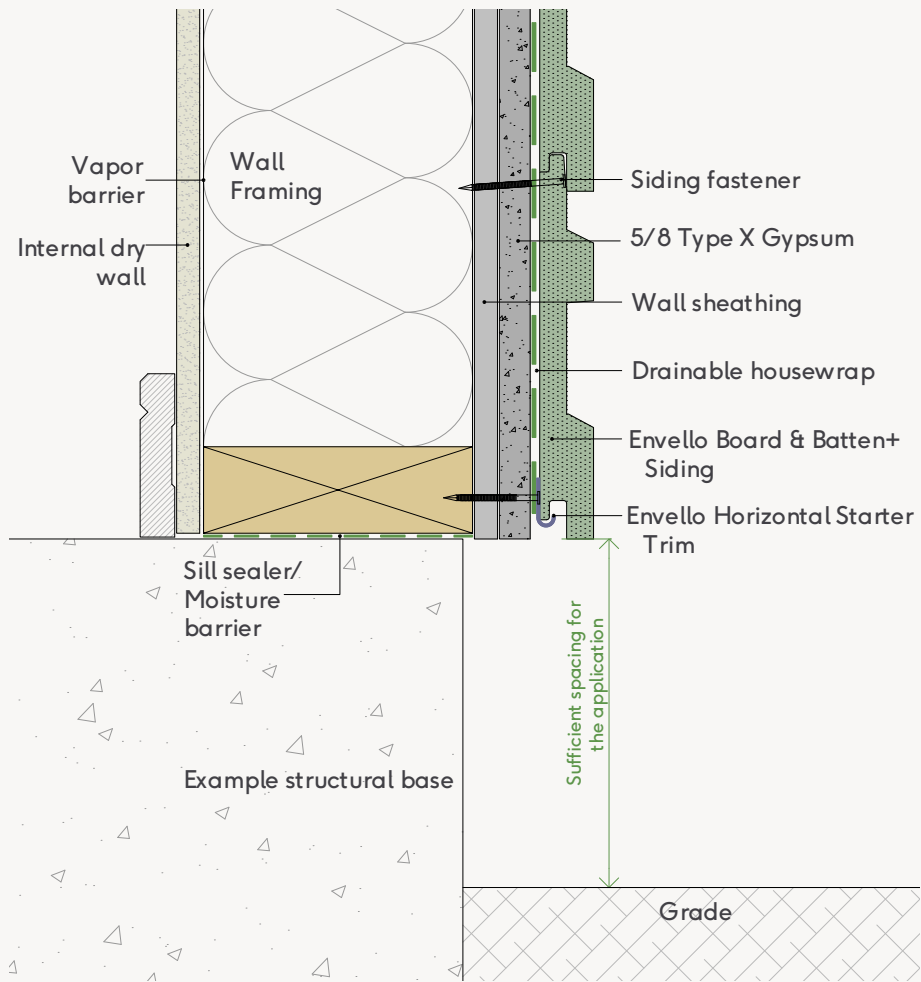 Vapor
barrier
Wall
Framing
Internal dry
wall
Siding fastener
5/8 Type X Gypsum
Wall sheathing
Drainable housewrap
Envello Board & Batten+
Siding
Envello Horizontal Starter
Trim
Sill sealer/
Moisture
barrier
Sufficient spacing for
the application
Example structural base
Grade